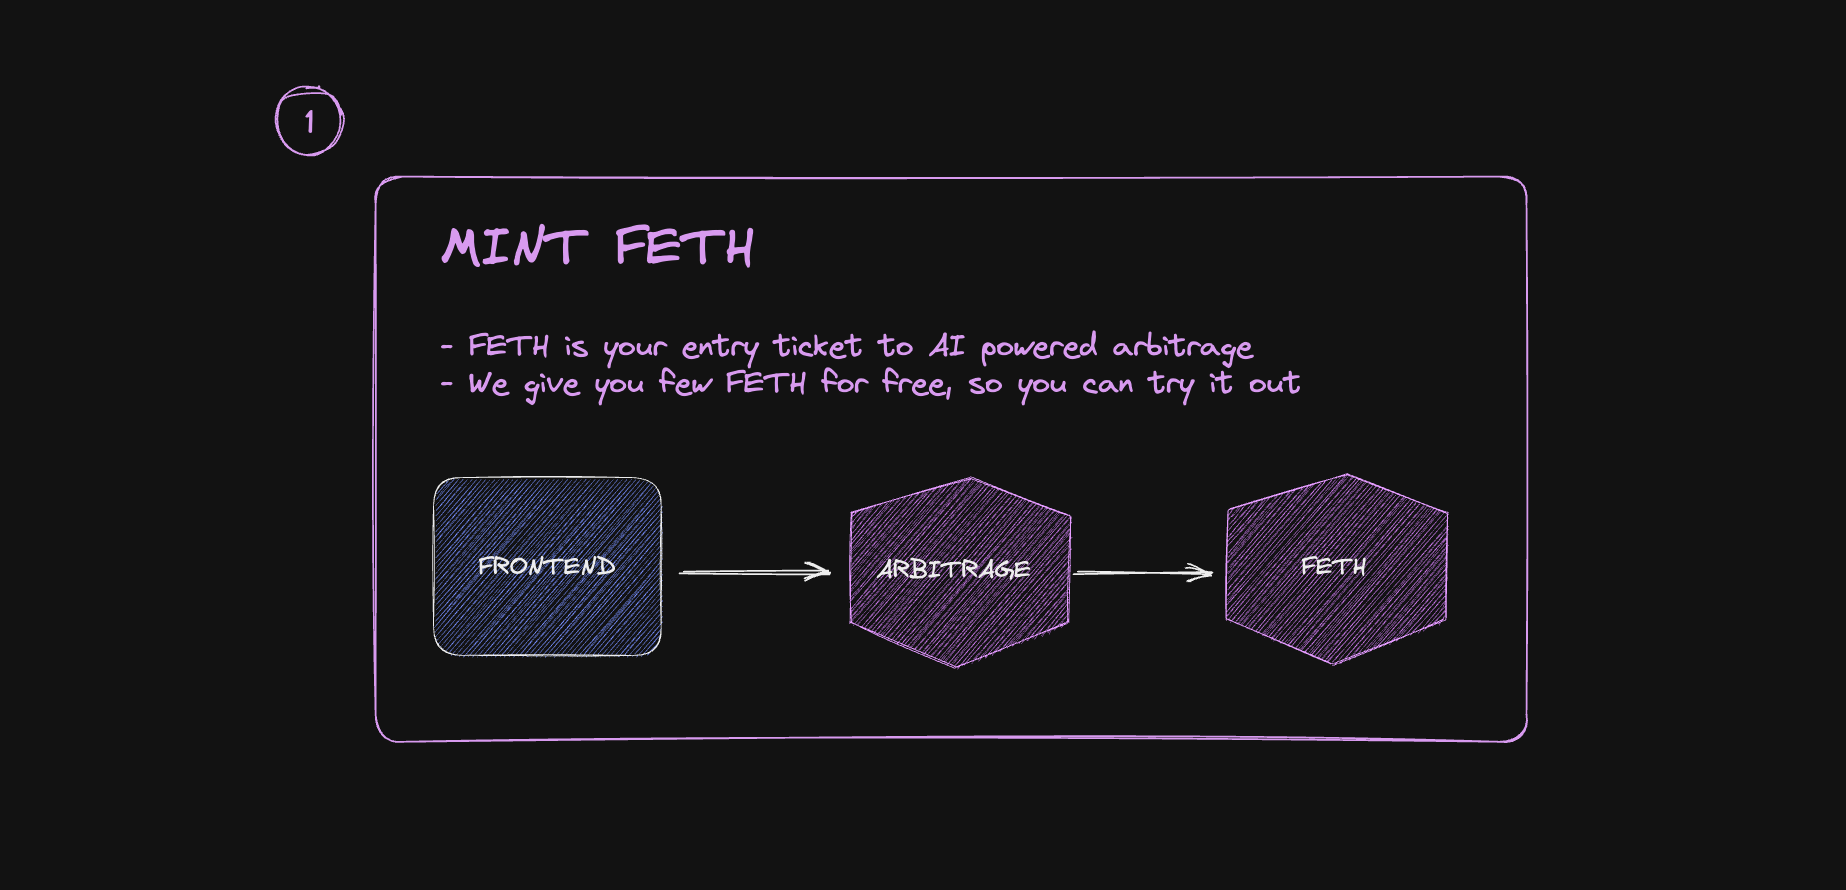 1
MINT FETH
- FETH is your entry ticket to AI powered arbitrage
- We give you few FETH for free, so you can try it out
FRONTEND
ARBITRAGE
FETH